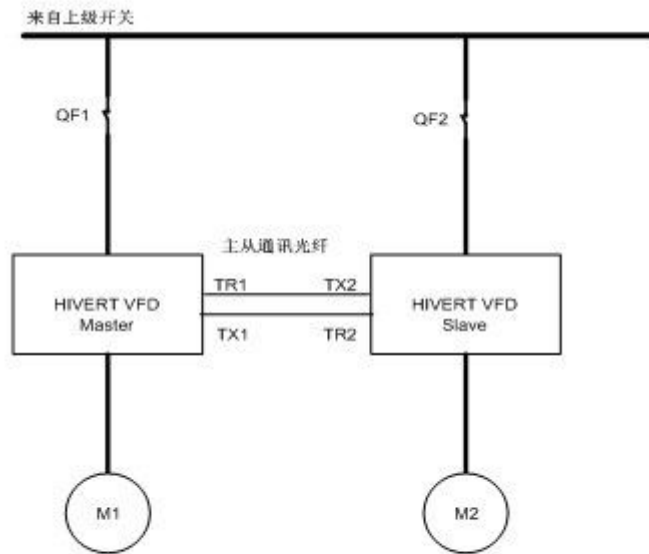 来自上级开关
QF1
QF2
主从通讯光纤
TR1
TX2
HIVERT VFD
Master
HIVERT VFD
Slave
TX1
TR2
M1
M2